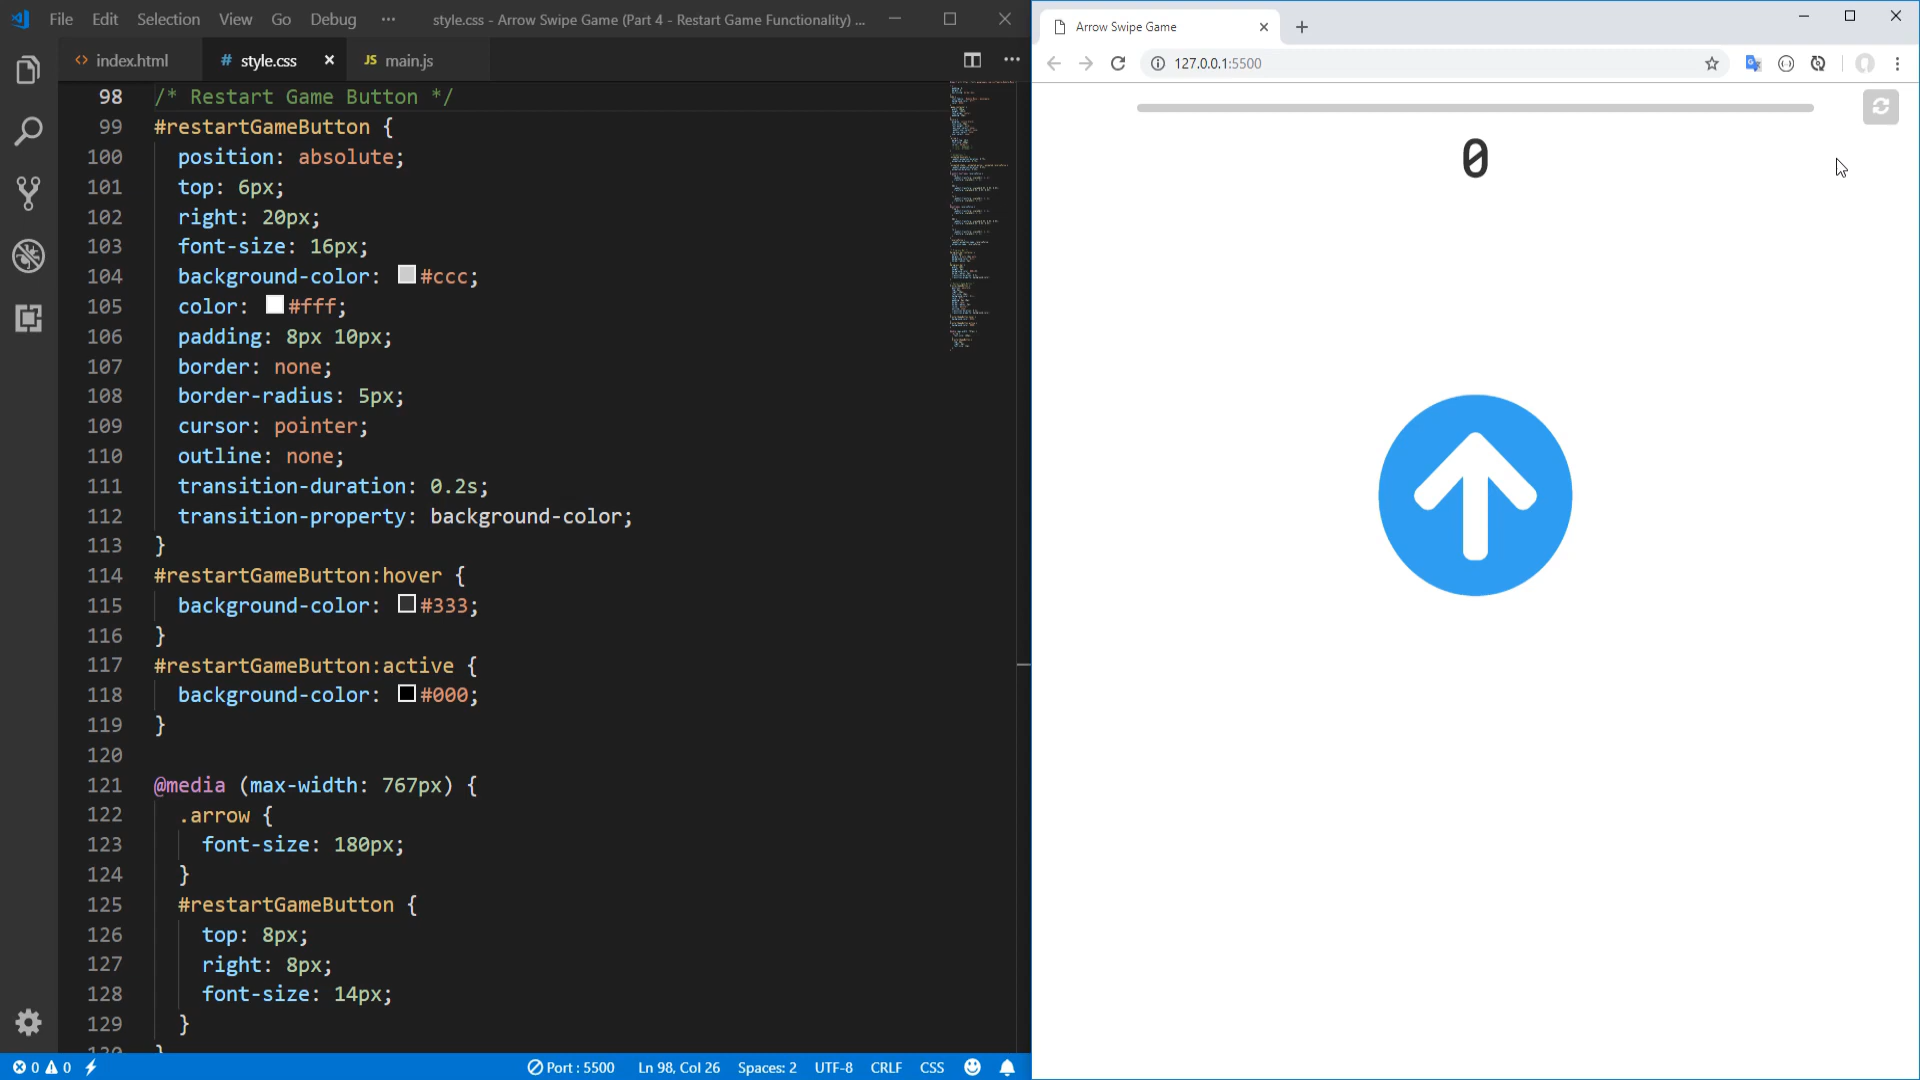 File Edit Selection View Go Debug ··· style.css - Arrow Swipe Game (Part 4 - Restart Game Functionality) ...
<> index.html # style.css × JS main.js ···
98 /* Restart Game Button */
99 #restartGameButton {
100 position: absolute;
101 top: 6px;
102 right: 20px;
103 font-size: 16px;
104 background-color: #ccc;
105 color: #fff;
106 padding: 8px 10px;
107 border: none;
108 border-radius: 5px;
109 cursor: pointer;
110 outline: none;
111 transition-duration: 0.2s;
112 transition-property: background-color;
113 }
114 #restartGameButton:hover {
115 background-color: #333;
116 }
117 #restartGameButton:active {
118 background-color: #000;
119 }
120
121 @media (max-width: 767px) {
122 .arrow {
123 font-size: 180px;
124 }
125 #restartGameButton {
126 top: 8px;
127 right: 8px;
128 font-size: 14px;
129 }
130 }
0 0 Port : 5500 Ln 98, Col 26 Spaces: 2 UTF-8 CRLF CSS
Arrow Swipe Game
127.0.0.1:5500
0